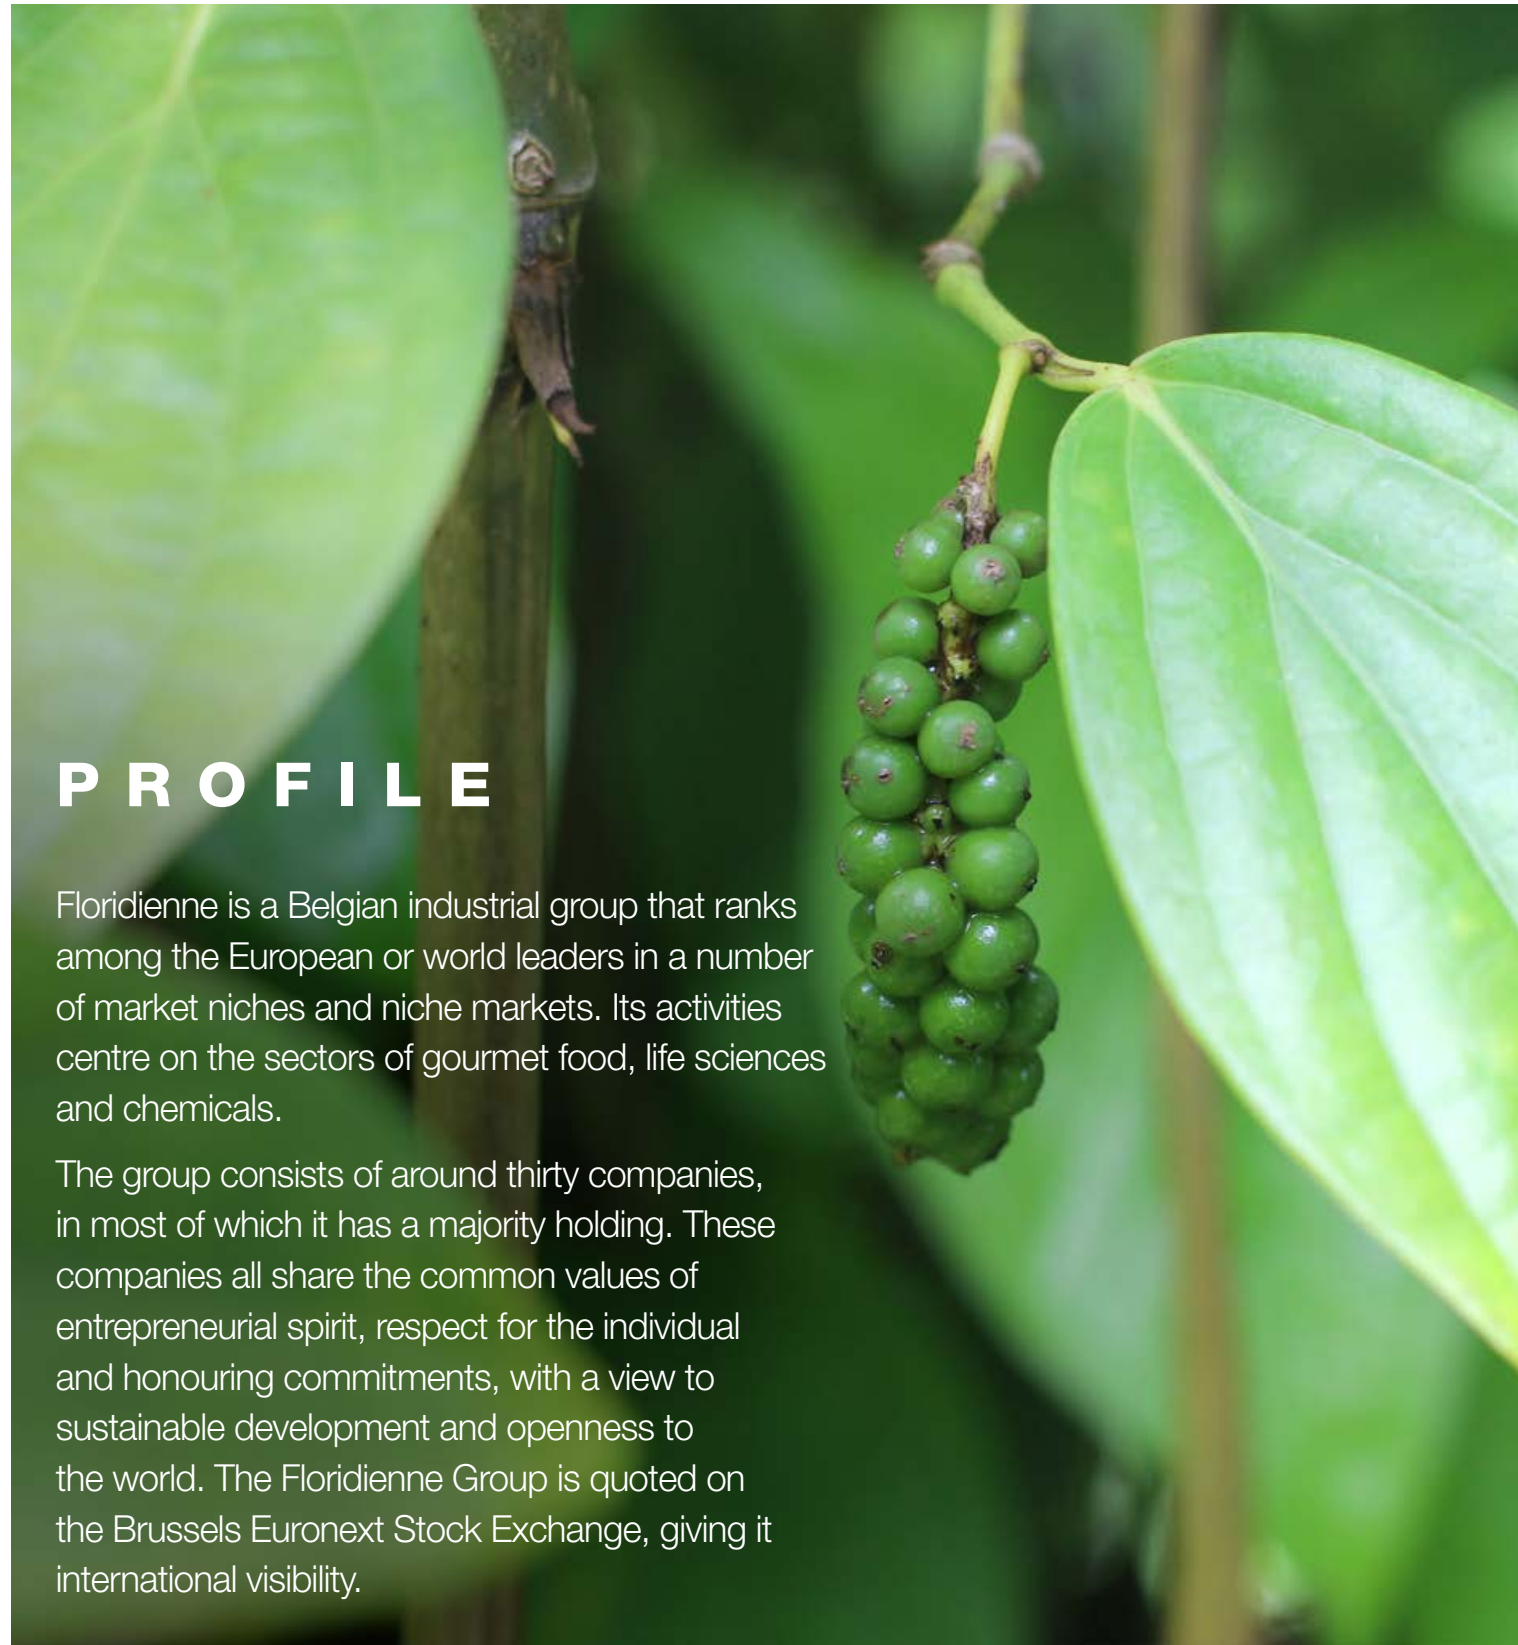 PROFILE
Floridienne is a Belgian industrial group that ranks
among the European or world leaders in a number
of market niches and niche markets. Its activities
centre on the sectors of gourmet food, life sciences
and chemicals.
The group consists of around thirty companies,
in most of which it has a majority holding. These
companies all share the common values of
entrepreneurial spirit, respect for the individual
and honouring commitments, with a view to
sustainable development and openness to
the world. The Floridienne Group is quoted on
the Brussels Euronext Stock Exchange, giving it
international visibility.